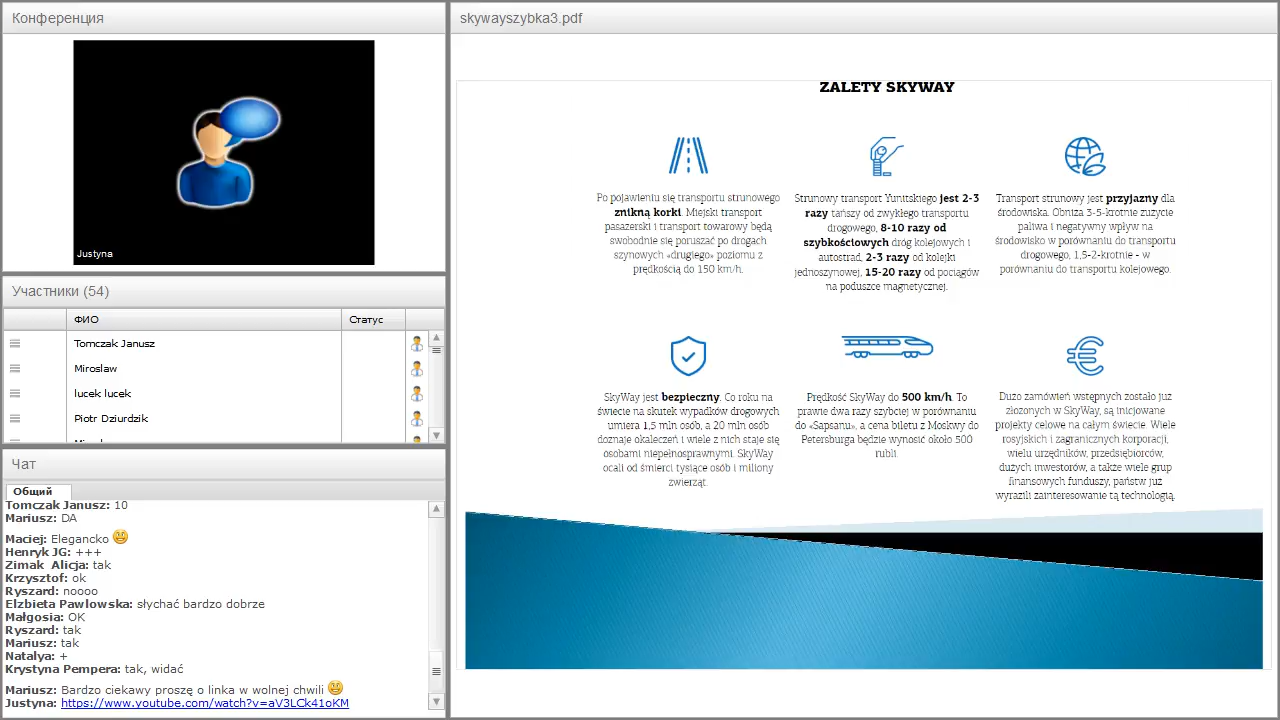 Конференция
Justyna
Участники (54)
ФИО
Статус
Tomczak Janusz
Miroslaw
lucek lucek
Piotr Dziurdzik
Чат
Общий
Tomczak Janusz: 10
Mariusz: DA
Maciej: Elegancko
Henryk JG: +++
Zimak Alicja: tak
Krzysztof: ok
Ryszard: noooo
Elzbieta Pawlowska: słychać bardzo dobrze
Małgosia: OK
Ryszard: tak
Mariusz: tak
Natalya: +
Krystyna Pempera: tak, widać
Mariusz: Bardzo ciekawy proszę o linka w wolnej chwili
Justyna: https://www.youtube.com/watch?v=aV3LCk41oKM
skywayszybka3.pdf
ZALETY SKYWAY
Po pojawieniu się transportu strunowego
znikną korki. Miejski transport
pasażerski i transport towarowy będą
swobodnie się poruszać po drogach
szynowych «drugiego» poziomu z
prędkością do 150 km/h.
Strunowy transport Yunitskiego jest 2-3
razy tańszy od zwykłego transportu
drogowego, 8-10 razy od
szybkościowych dróg kolejowych i
autostrad, 2-3 razy od kolejki
jednoszynowej, 15-20 razy od pociągów
na poduszce magnetycznej.
Transport strunowy jest przyjazny dla
środowiska. Obniża 3-5-krotnie zużycie
paliwa i negatywny wpływ na
środowisko w porównaniu do transportu
drogowego, 1,5-2-krotnie - w
porównaniu do transportu kolejowego.
SkyWay jest bezpieczny. Co roku na
świecie na skutek wypadków drogowych
umiera 1,5 mln osób, a 20 mln osób
doznaje okaleczeń i wiele z nich staje się
osobami niepełnosprawnymi. SkyWay
ocali od śmierci tysiące osób i miliony
zwierząt.
Prędkość SkyWay do 500 km/h. To
prawie dwa razy szybciej w porównaniu
do «Sapsanu», a cena biletu z Moskwy do
Petersburga będzie wynosić około 500
rubli.
Dużo zamówień wstępnych zostało już
złożonych w SkyWay, są inicjowane
projekty celowe na całym świecie. Wiele
rosyjskich i zagranicznych korporacji,
wielu urzędników, przedsiębiorców,
dużych inwestorów, a także wiele grup
finansowych funduszy, państw już
wyrazili zainteresowanie tą technologią.